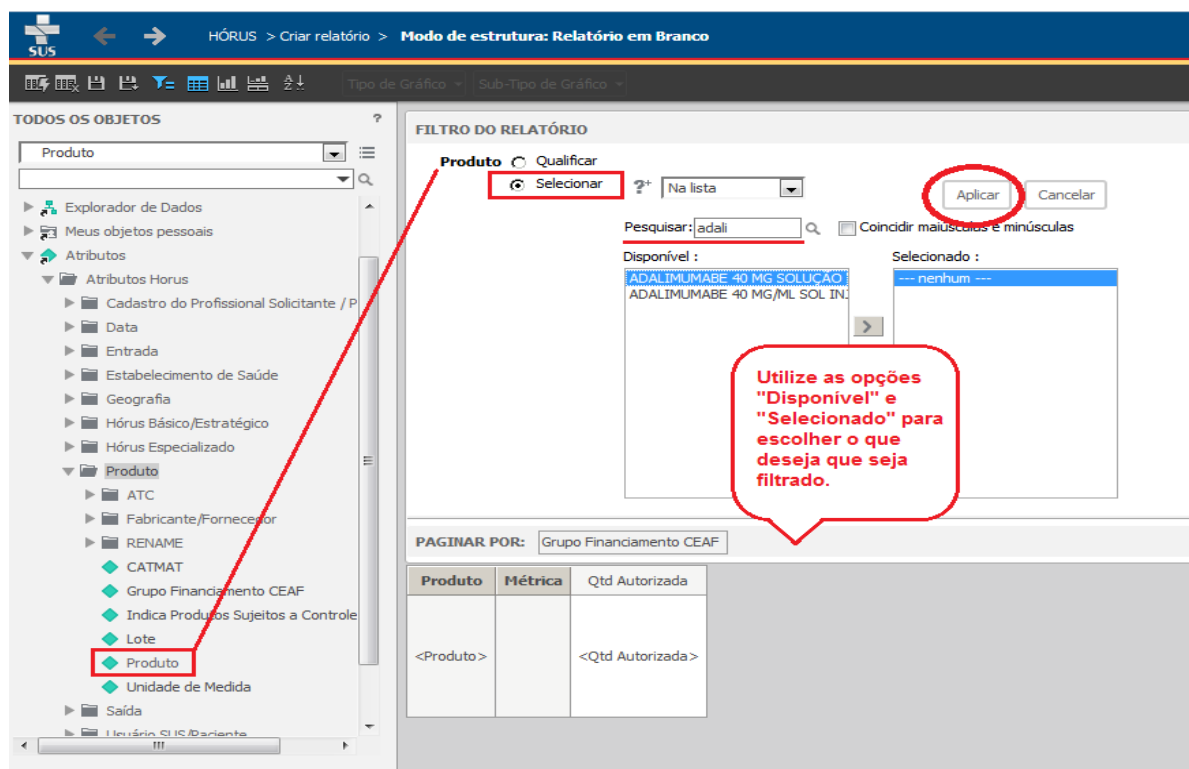 SUS
HÓRUS > Criar relatório > Modo de estrutura: Relatório em Branco
Tipo de Gráfico
Sub-Tipo de Gráfico
TODOS OS OBJETOS ?
Produto
Explorador de Dados
Meus objetos pessoais
Atributos
Atributos Horus
Cadastro do Profissional Solicitante / P
Data
Entrada
Estabelecimento de Saúde
Geografia
Hórus Básico/Estratégico
Hórus Especializado
Produto
ATC
Fabricante/Fornecedor
RENAME
CATMAT
Grupo Financiamento CEAF
Indica Produtos Sujeitos a Controle
Lote
Produto
Unidade de Medida
Saída
Usuário SUS/Paciente
FILTRO DO RELATÓRIO
Produto Qualificar
Selecionar ?+ Na lista
Aplicar Cancelar
Pesquisar: adali Coincidir maiúsculas e minúsculas
Disponível : Selecionado :
ADALIMUMABE 40 MG SOLUÇÃO --- nenhum ---
ADALIMUMABE 40 MG/ML SOL INJ
>
Utilize as opções
"Disponível" e
"Selecionado" para
escolher o que
deseja que seja
filtrado.
PAGINAR POR: Grupo Financiamento CEAF
Produto Métrica Qtd Autorizada
<Produto> <Qtd Autorizada>